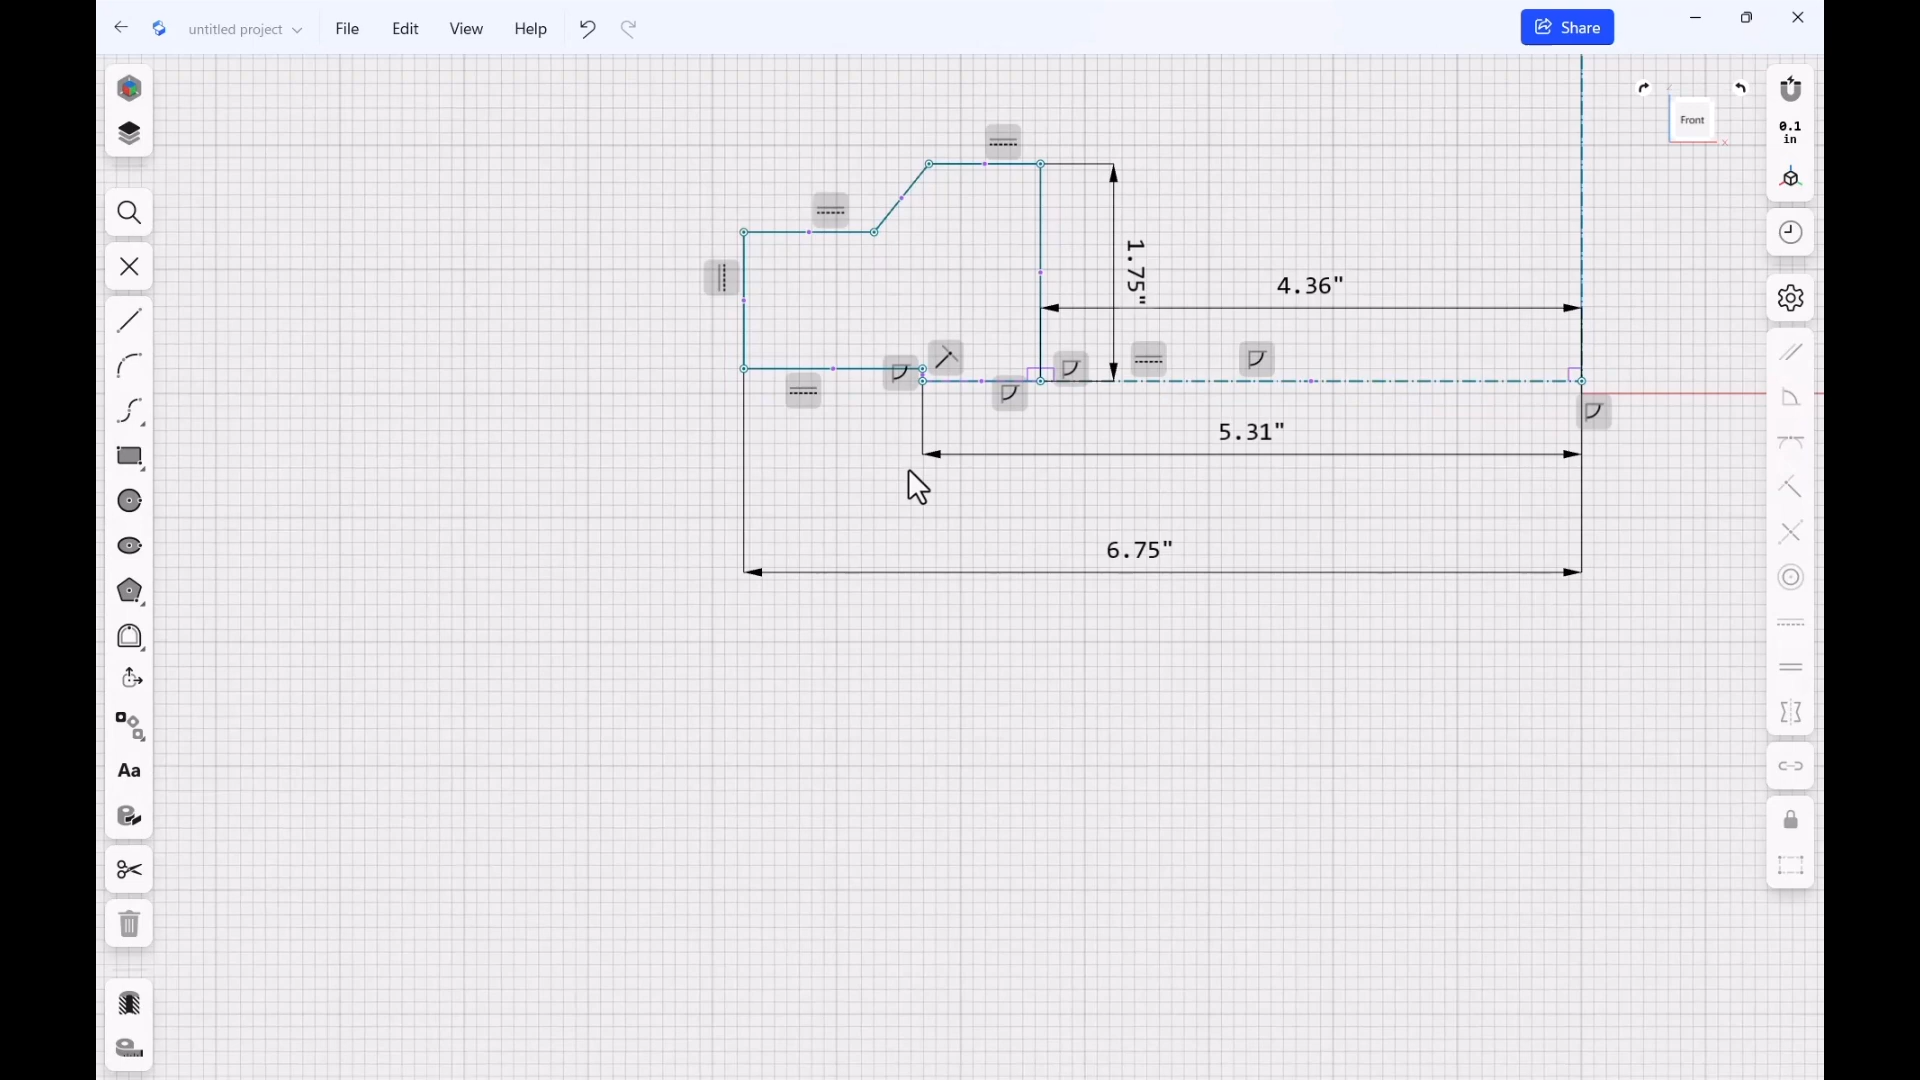 untitled project
File
Edit
View
Help
Share
Front
Z
X
0.1
in
1.75"
4.36"
5.31"
6.75"
Aa